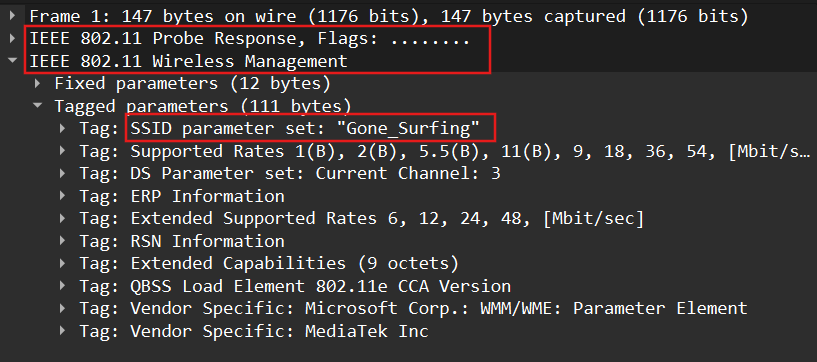 Frame 1: 147 bytes on wire (1176 bits), 147 bytes captured (1176 bits)
IEEE 802.11 Probe Response, Flags: ........
IEEE 802.11 Wireless Management
Fixed parameters (12 bytes)
Tagged parameters (111 bytes)
Tag: SSID parameter set: "Gone_Surfing"
Tag: Supported Rates 1(B), 2(B), 5.5(B), 11(B), 9, 18, 36, 54, [Mbit/s…
Tag: DS Parameter set: Current Channel: 3
Tag: ERP Information
Tag: Extended Supported Rates 6, 12, 24, 48, [Mbit/sec]
Tag: RSN Information
Tag: Extended Capabilities (9 octets)
Tag: QBSS Load Element 802.11e CCA Version
Tag: Vendor Specific: Microsoft Corp.: WMM/WME: Parameter Element
Tag: Vendor Specific: MediaTek Inc